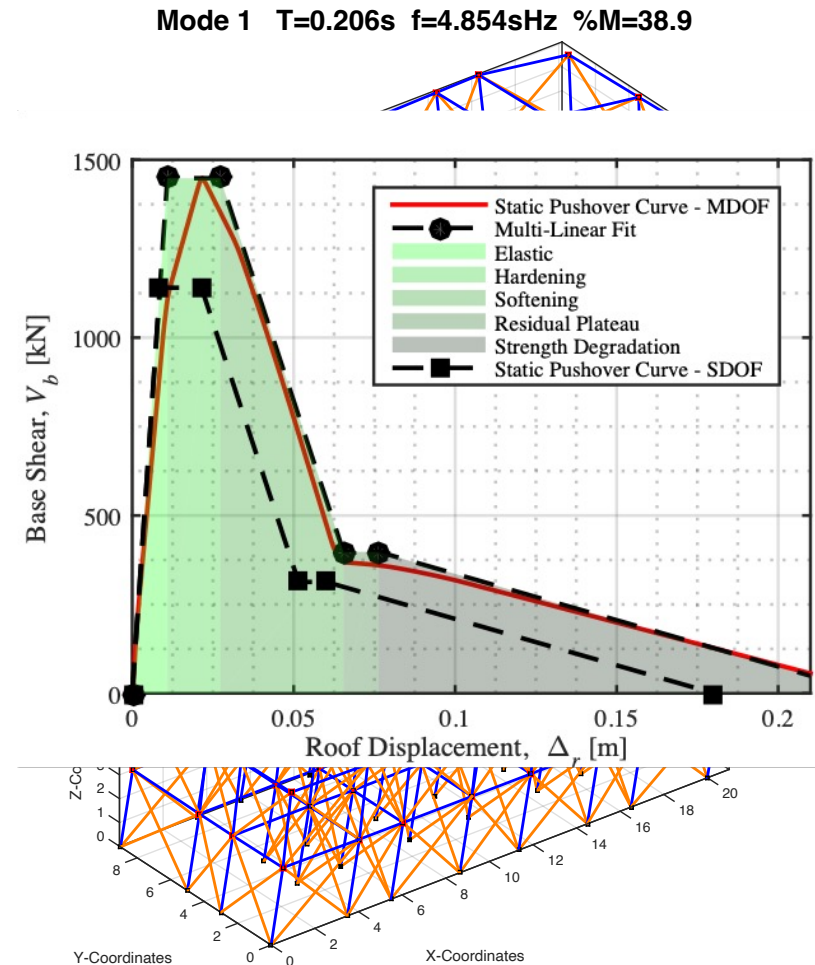 Mode 1 T=0.206s f=4.854sHz %M=38.9
1500
1000
500
0
Base Shear, V_b [kN]
Static Pushover Curve - MDOF
Multi-Linear Fit
Elastic
Hardening
Softening
Residual Plateau
Strength Degradation
Static Pushover Curve - SDOF
0 0.05 0.1 0.15 0.2
Roof Displacement, Δ_r [m]
2
1
0
8
6
4
2
0
0
2
4
6
8
10
12
14
16
18
20
Y-Coordinates
X-Coordinates